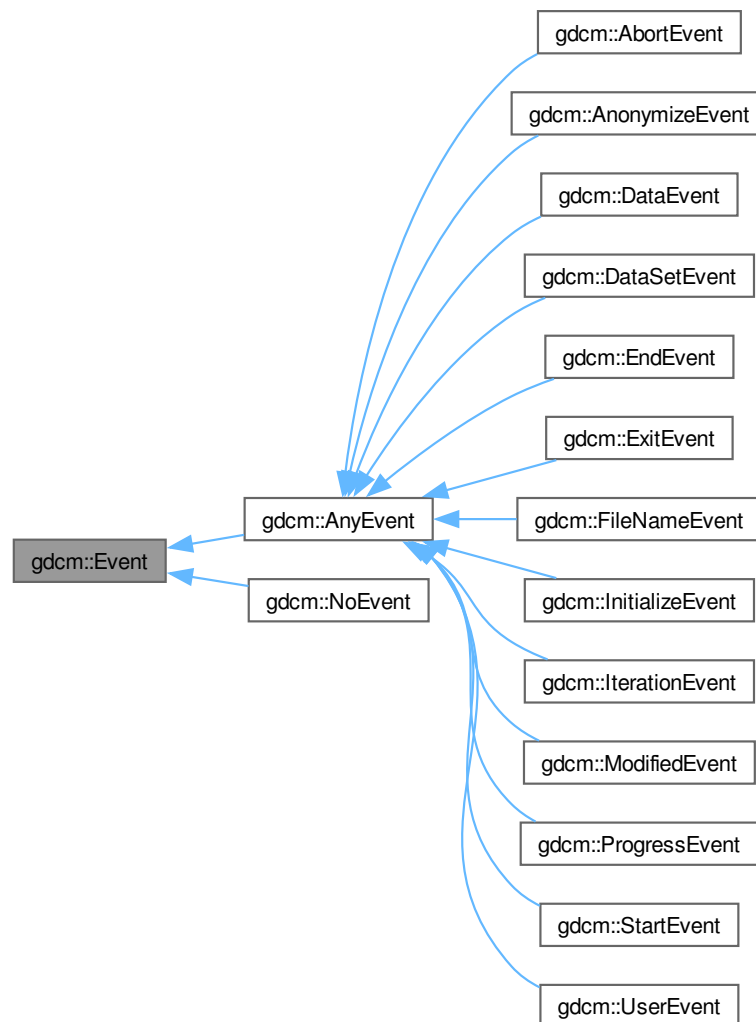 gdcm::AbortEvent
gdcm::AnonymizeEvent
gdcm::DataEvent
gdcm::DataSetEvent
gdcm::EndEvent
gdcm::ExitEvent
gdcm::AnyEvent
gdcm::FileNameEvent
gdcm::Event
gdcm::InitializeEvent
gdcm::NoEvent
gdcm::IterationEvent
gdcm::ModifiedEvent
gdcm::ProgressEvent
gdcm::StartEvent
gdcm::UserEvent